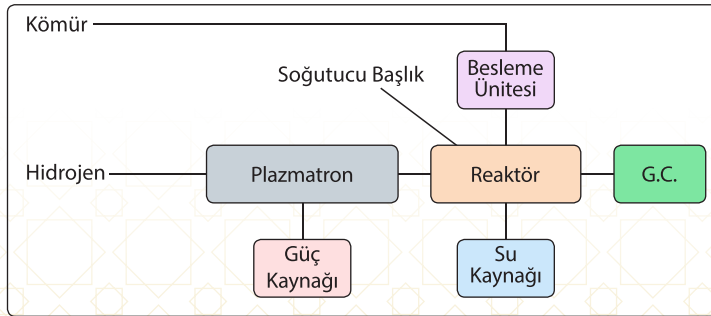 Kömür
Besleme
Ünitesi
Soğutucu Başlık
Hidrojen
Plazmatron
Reaktör
G.C.
Güç
Kaynağı
Su
Kaynağı